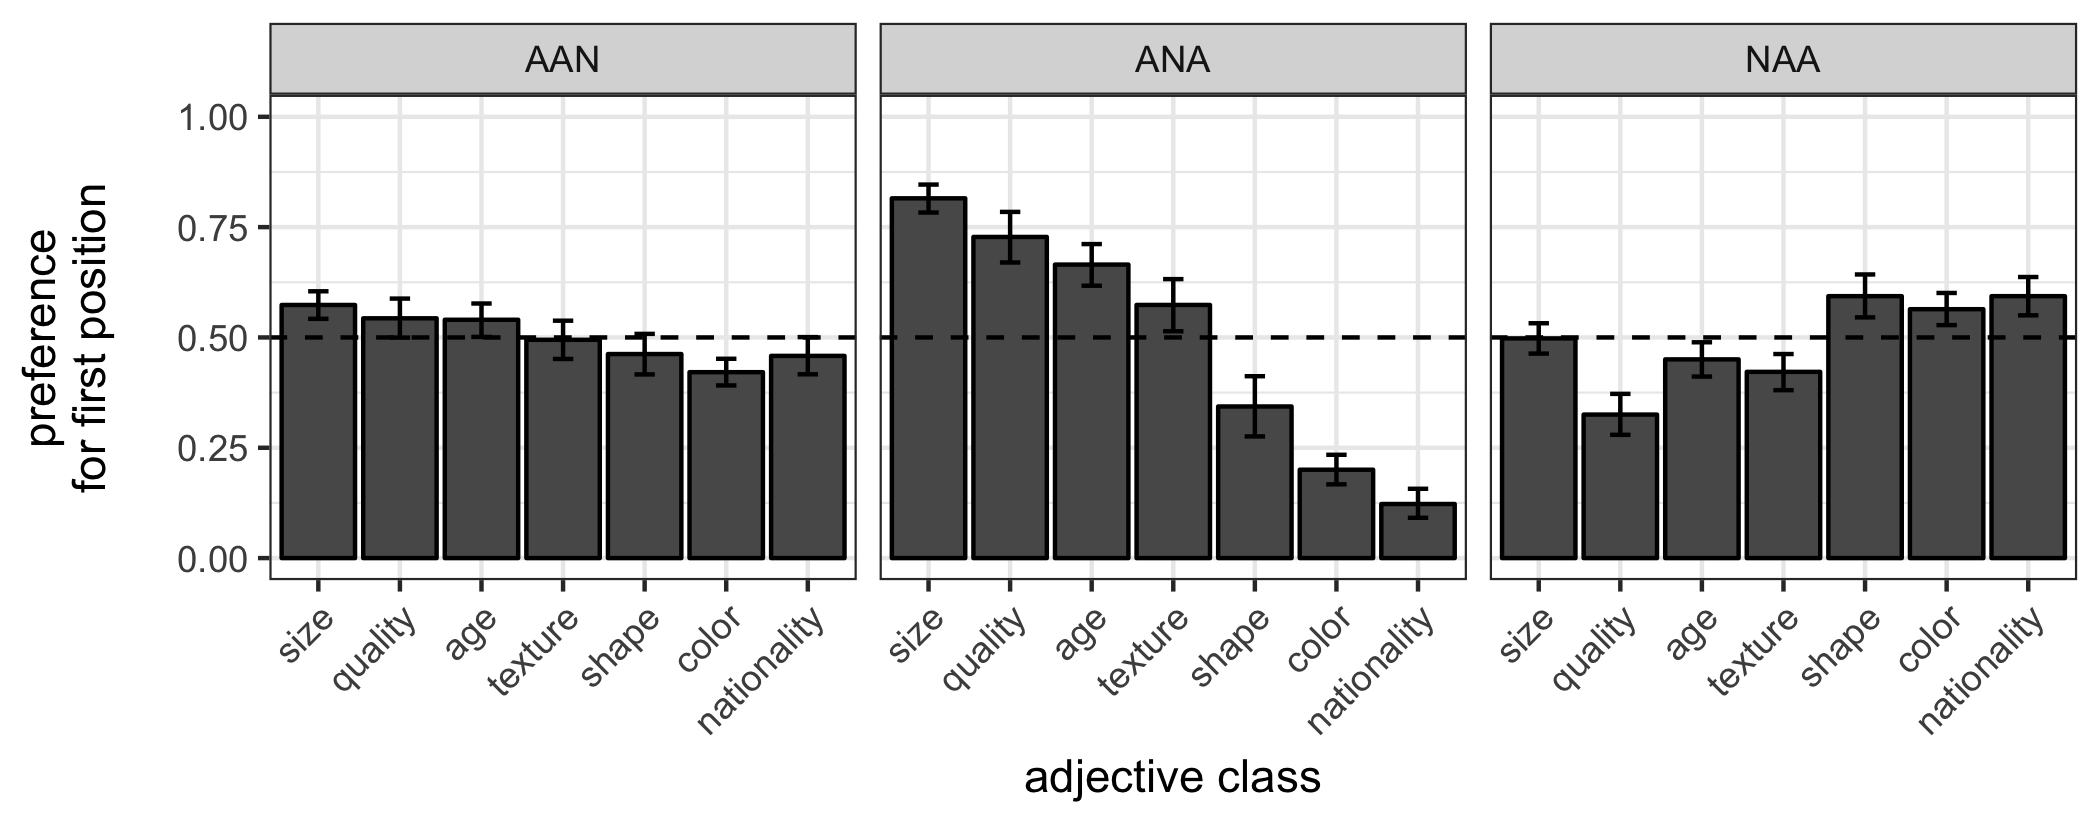 AAN
ANA
NAA
preference
for first position
1.00
0.75
0.50
0.25
0.00
size
quality
age
texture
shape
color
nationality
size
quality
age
texture
shape
color
nationality
size
quality
age
texture
shape
color
nationality
adjective class